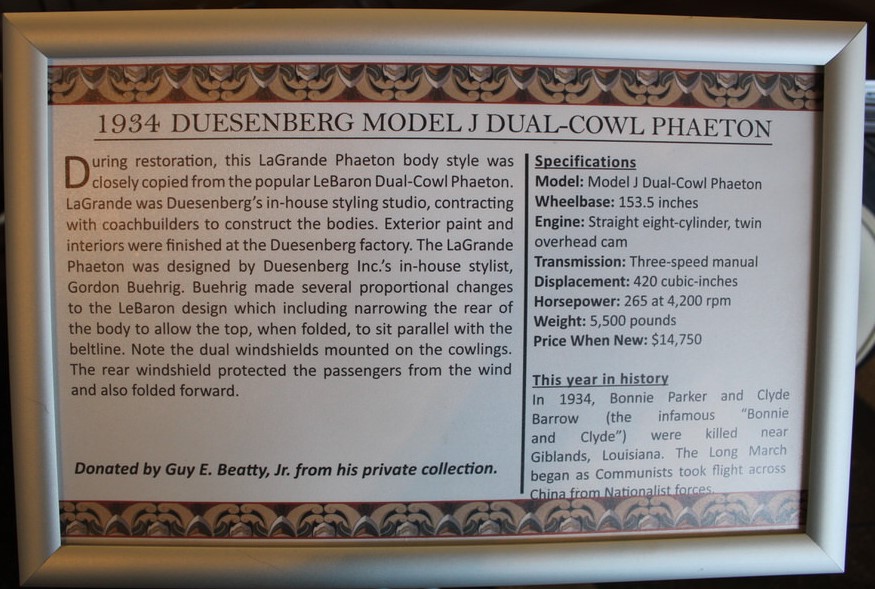 1934 DUESENBERG MODEL J DUAL-COWL PHAETON
During restoration, this LaGrande Phaeton body style was
closely copied from the popular LeBaron Dual-Cowl Phaeton.
LaGrande was Duesenberg's in-house styling studio, contracting
with coachbuilders to construct the bodies. Exterior paint and
interiors were finished at the Duesenberg factory. The LaGrande
Phaeton was designed by Duesenberg Inc.'s in-house stylist,
Gordon Buehrig. Buehrig made several proportional changes
to the LeBaron design which including narrowing the rear of
the body to allow the top, when folded, to sit parallel with the
beltline. Note the dual windshields mounted on the cowlings.
The rear windshield protected the passengers from the wind
and also folded forward.
Donated by Guy E. Beatty, Jr. from his private collection.
Specifications
Model: Model J Dual-Cowl Phaeton
Wheelbase: 153.5 inches
Engine: Straight eight-cylinder, twin
overhead cam
Transmission: Three-speed manual
Displacement: 420 cubic-inches
Horsepower: 265 at 4,200 rpm
Weight: 5,500 pounds
Price When New: $14,750
This year in history
In 1934, Bonnie Parker and Clyde
Barrow (the infamous "Bonnie
and Clyde") were killed near
Giblands, Louisiana. The Long March
began as Communists took flight across
China from Nationalist forces.